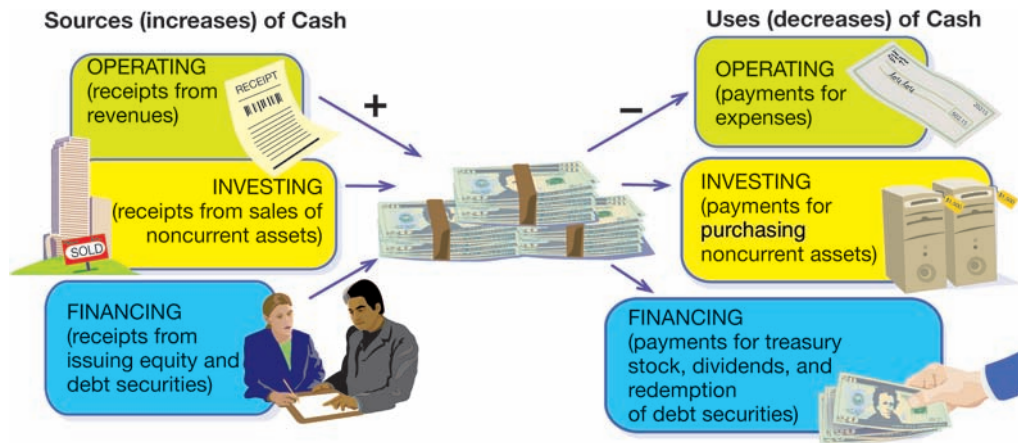 Sources (increases) of Cash
OPERATING
(receipts from
revenues)
RECEIPT
+
INVESTING
(receipts from sales of
noncurrent assets)
SOLD
FINANCING
(receipts from
issuing equity and
debt securities)
Uses (decreases) of Cash
–
OPERATING
(payments for
expenses)
INVESTING
(payments for
purchasing
noncurrent assets)
FINANCING
(payments for treasury
stock, dividends, and
redemption
of debt securities)